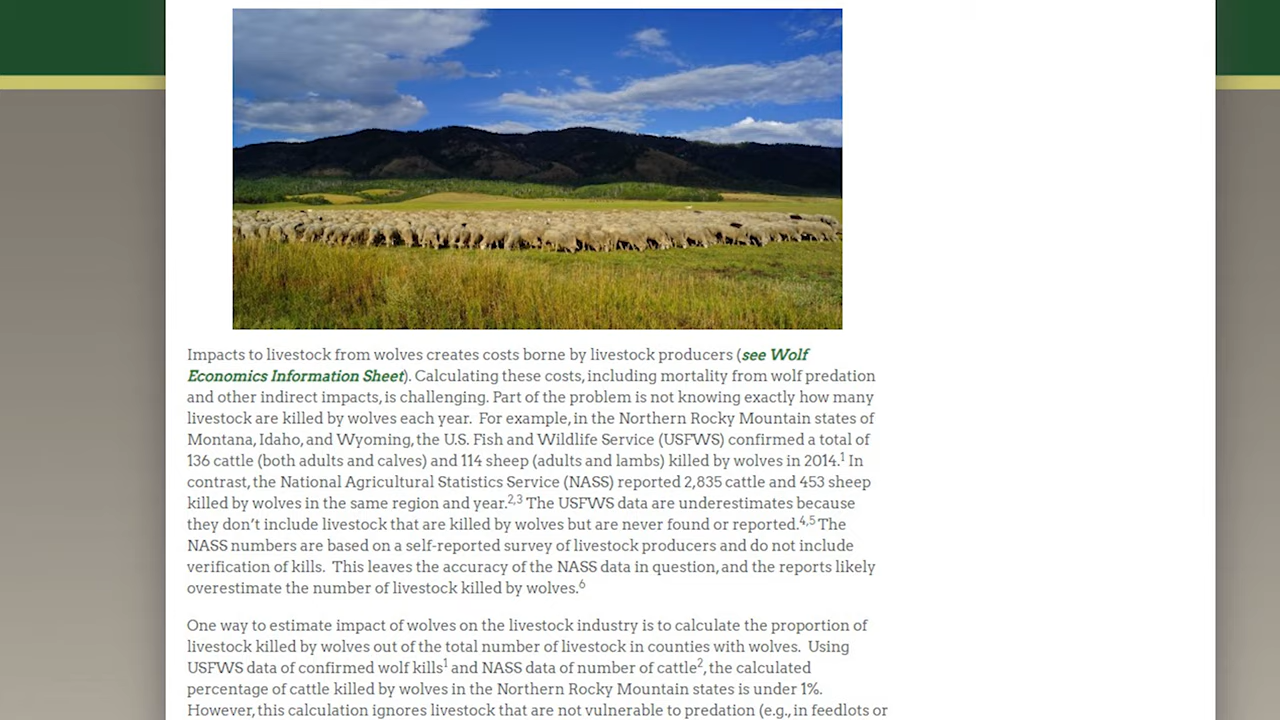 Impacts to livestock from wolves creates costs borne by livestock producers (see Wolf
Economics Information Sheet). Calculating these costs, including mortality from wolf predation
and other indirect impacts, is challenging. Part of the problem is not knowing exactly how many
livestock are killed by wolves each year.  For example, in the Northern Rocky Mountain states of
Montana, Idaho, and Wyoming, the U.S. Fish and Wildlife Service (USFWS) confirmed a total of
136 cattle (both adults and calves) and 114 sheep (adults and lambs) killed by wolves in 2014.¹ In
contrast, the National Agricultural Statistics Service (NASS) reported 2,835 cattle and 453 sheep
killed by wolves in the same region and year.²,³ The USFWS data are underestimates because
they don’t include livestock that are killed by wolves but are never found or reported.⁴,⁵ The
NASS numbers are based on a self-reported survey of livestock producers and do not include
verification of kills.  This leaves the accuracy of the NASS data in question, and the reports likely
overestimate the number of livestock killed by wolves.⁶
One way to estimate impact of wolves on the livestock industry is to calculate the proportion of
livestock killed by wolves out of the total number of livestock in counties with wolves.  Using
USFWS data of confirmed wolf kills¹ and NASS data of number of cattle², the calculated
percentage of cattle killed by wolves in the Northern Rocky Mountain states is under 1%.
However, this calculation ignores livestock that are not vulnerable to predation (e.g., in feedlots or